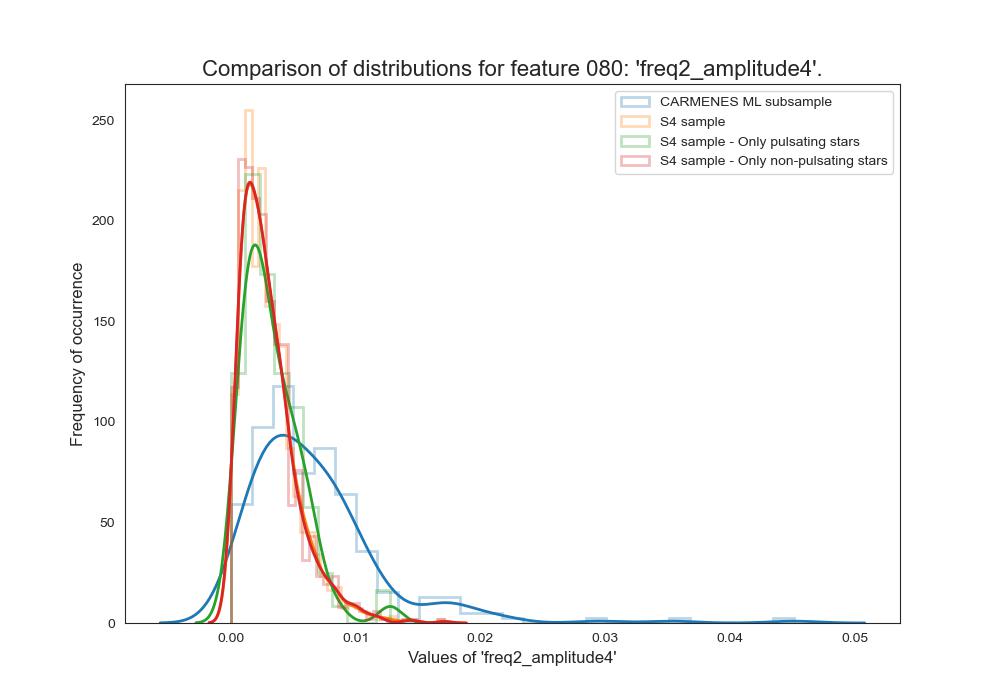 Comparison of distributions for feature 080: 'freq2_amplitude4'.
CARMENES ML subsample
S4 sample
S4 sample - Only pulsating stars
S4 sample - Only non-pulsating stars
Frequency of occurrence
250
200
150
100
50
0
0.00 0.01 0.02 0.03 0.04 0.05
Values of 'freq2_amplitude4'